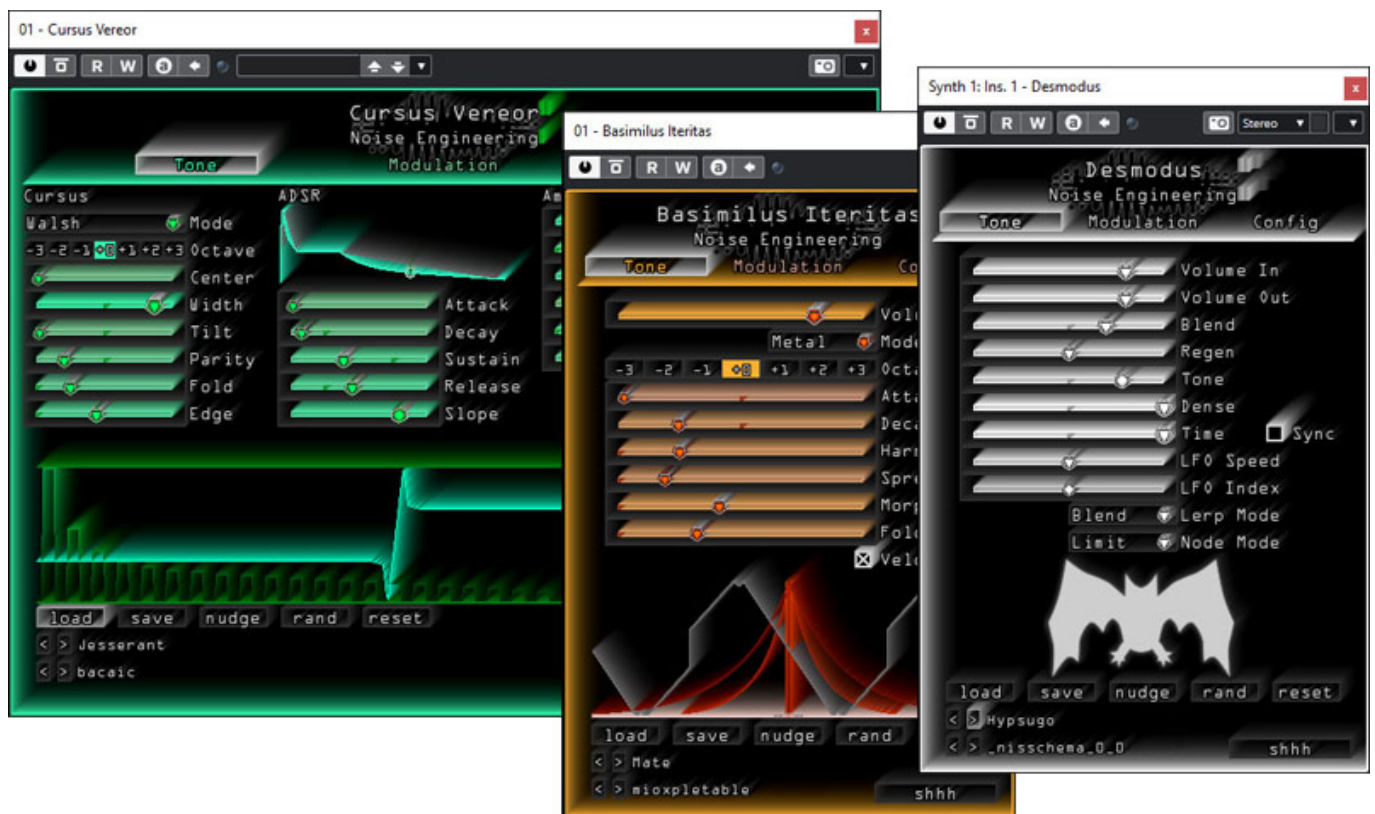 01 - Cursus Vereor
x
R W a
Cursus Vereor
Noise Engineering
Tone Modulation
Cursus
Walsh Mode
-3 -2 -1 +0 +1 +2 +3 Octave
Center
Width
Tilt
Parity
Fold
Edge
ADSR
Attack
Decay
Sustain
Release
Slope
load save nudge rand reset
< > Jesserant
< > bacaic
01 - Basimilus Iteritas
R W a
Basimilus Iteritas
Noise Engineering
Tone Modulation
Metal
-3 -2 -1 +0 +1 +2 +3
load save nudge rand
< > Mate
< > mioxpletable
shhh
Synth 1: Ins. 1 - Desmodus
x
R W a Stereo
Desmodus
Noise Engineering
Tone Modulation Config
Volume In
Volume Out
Blend
Regen
Tone
Dense
Time Sync
LFO Speed
LFO Index
Blend Lerp Mode
Limit Node Mode
load save nudge rand reset
< > Hypsugo
< > _nisschema_0_0
shhh